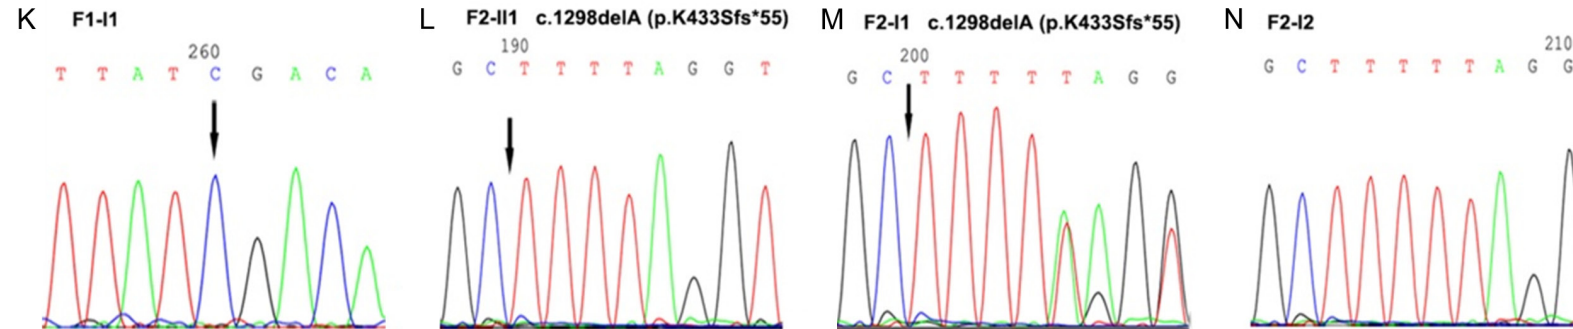 K F1-I1
260
T T A T C G A C A
L F2-II1 c.1298delA (p.K433Sfs*55)
190
G C T T T T A G G T
M F2-I1 c.1298delA (p.K433Sfs*55)
200
G C T T T T T A G G
N F2-I2
210
G C T T T T T A G G